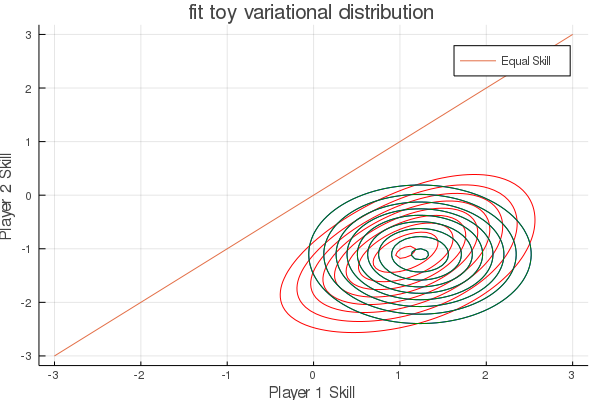 fit toy variational distribution
Equal Skill
3
2
1
0
-1
-2
-3
Player 2 Skill
-3 -2 -1 0 1 2 3
Player 1 Skill